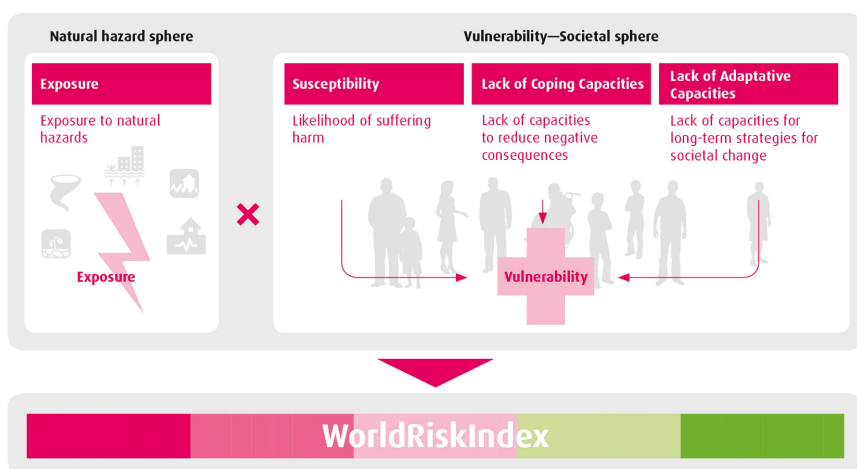 Natural hazard sphere
Vulnerability—Societal sphere
Exposure
Exposure to natural
hazards
Exposure
×
Susceptibility
Likelihood of suffering
harm
Lack of Coping Capacities
Lack of capacities
to reduce negative
consequences
Lack of Adaptative
Capacities
Lack of capacities for
long-term strategies for
societal change
Vulnerability
WorldRiskIndex